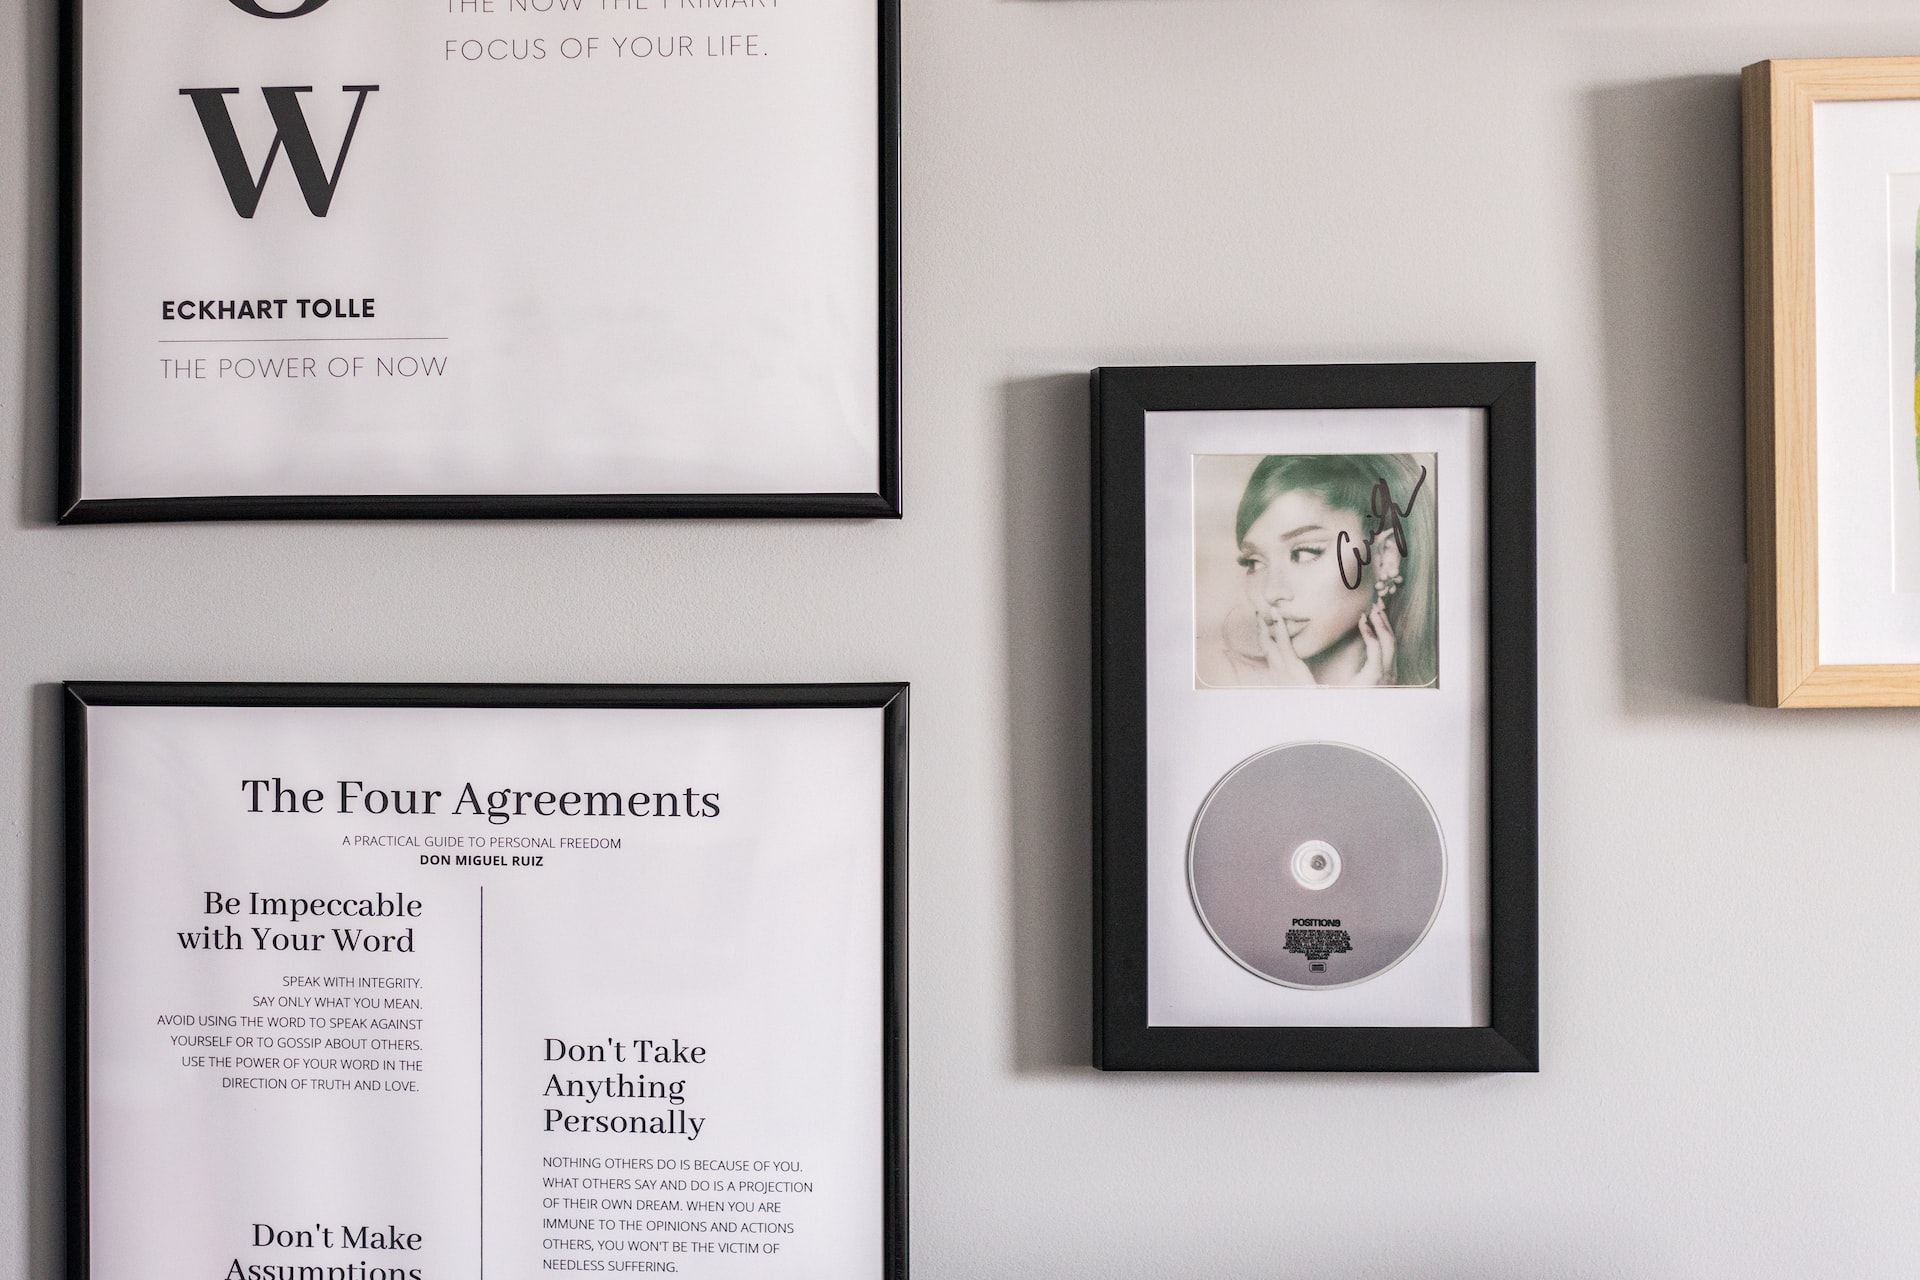 O
W
THE NOW THE PRIMARY
FOCUS OF YOUR LIFE.
ECKHART TOLLE
THE POWER OF NOW
The Four Agreements
A PRACTICAL GUIDE TO PERSONAL FREEDOM
DON MIGUEL RUIZ
Be Impeccable
with Your Word
SPEAK WITH INTEGRITY.
SAY ONLY WHAT YOU MEAN.
AVOID USING THE WORD TO SPEAK AGAINST
YOURSELF OR TO GOSSIP ABOUT OTHERS.
USE THE POWER OF YOUR WORD IN THE
DIRECTION OF TRUTH AND LOVE.
Don't Take
Anything
Personally
NOTHING OTHERS DO IS BECAUSE OF YOU.
WHAT OTHERS SAY AND DO IS A PROJECTION
OF THEIR OWN DREAM. WHEN YOU ARE
IMMUNE TO THE OPINIONS AND ACTIONS
OTHERS, YOU WON'T BE THE VICTIM OF
NEEDLESS SUFFERING.
Don't Make
Assumptions
POSITIONS